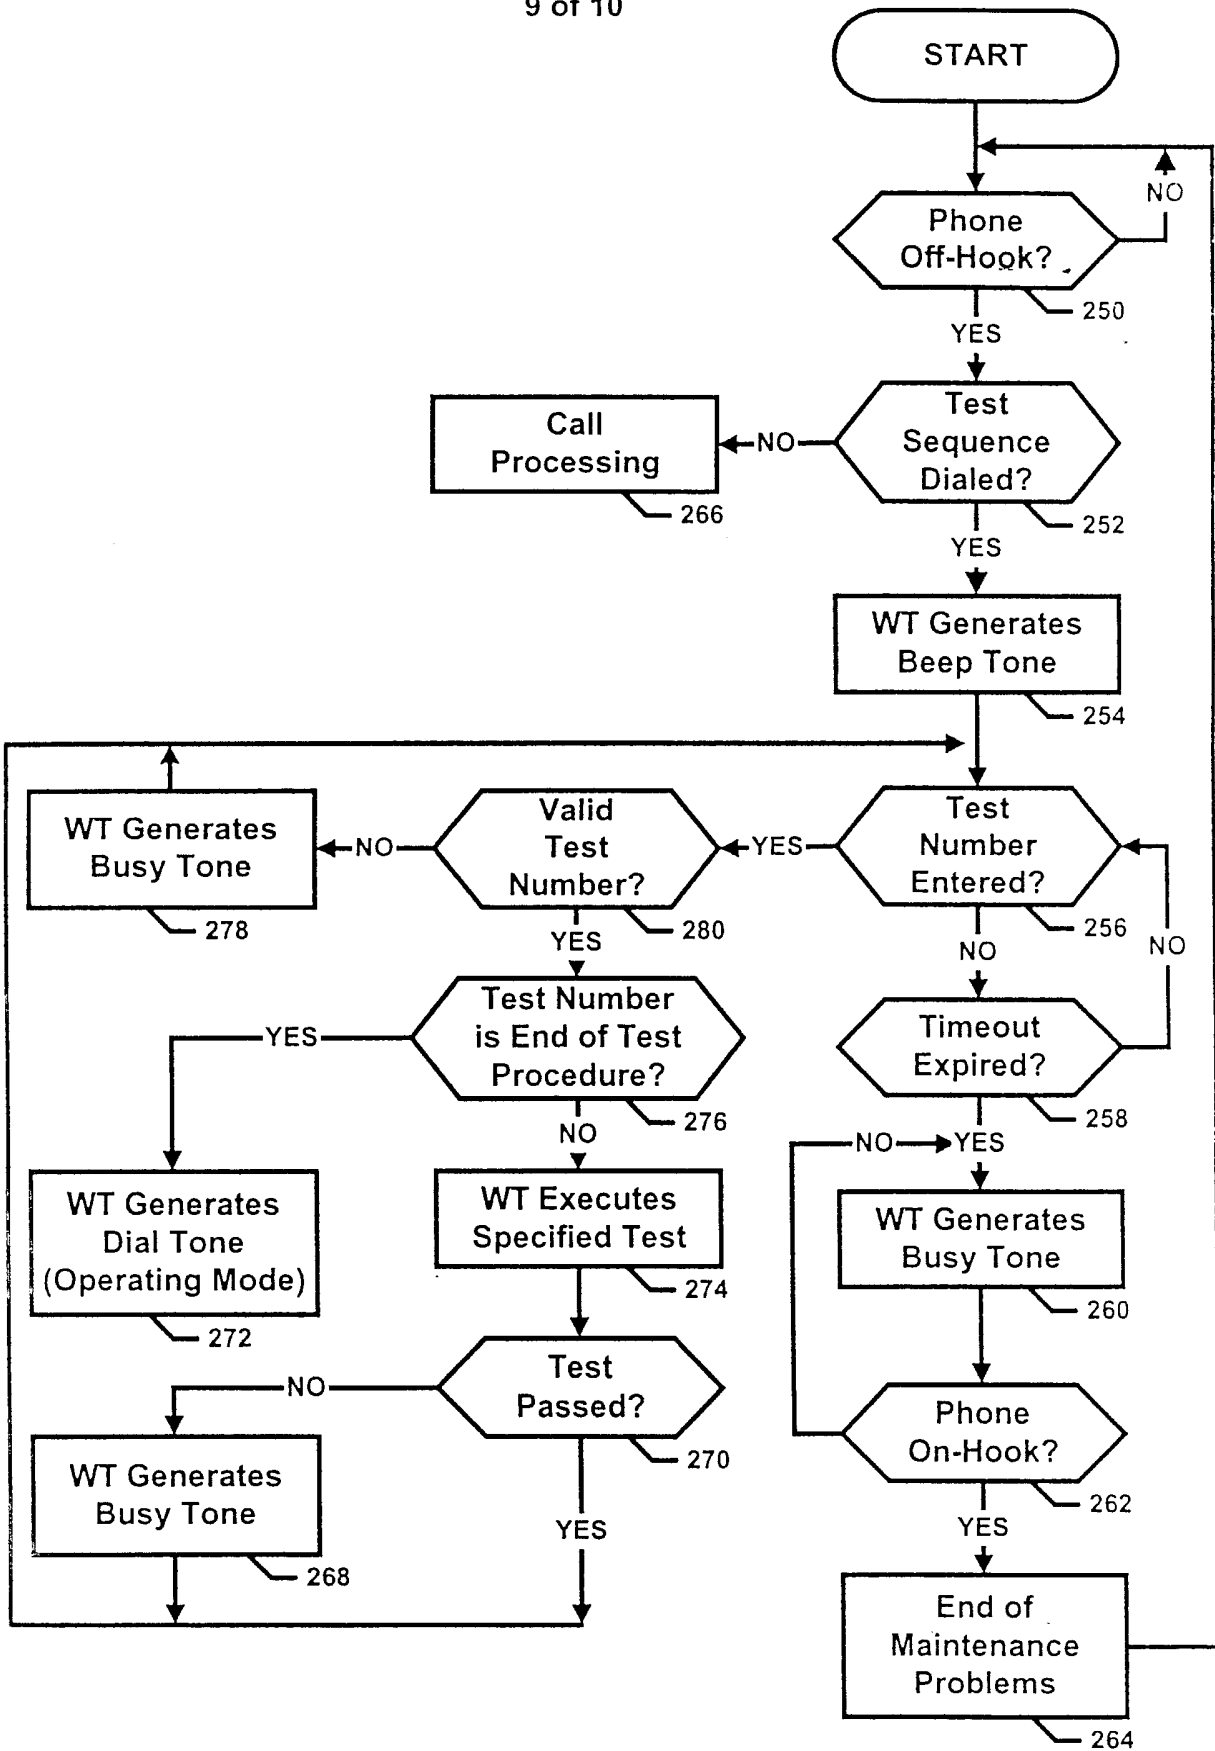 9 of 10
START
NO
Phone
Off-Hook?
250
YES
Test
Sequence
Dialed?
252
NO
Call
Processing
266
YES
WT Generates
Beep Tone
254
Test
Number
Entered?
256
YES
Valid
Test
Number?
280
NO
WT Generates
Busy Tone
278
YES
NO
NO
Test Number
is End of Test
Procedure?
276
YES
Timeout
Expired?
258
NO
NO
YES
WT Generates
Dial Tone
(Operating Mode)
272
WT Executes
Specified Test
274
WT Generates
Busy Tone
260
Test
Passed?
270
NO
Phone
On-Hook?
262
WT Generates
Busy Tone
268
YES
YES
End of
Maintenance
Problems
264